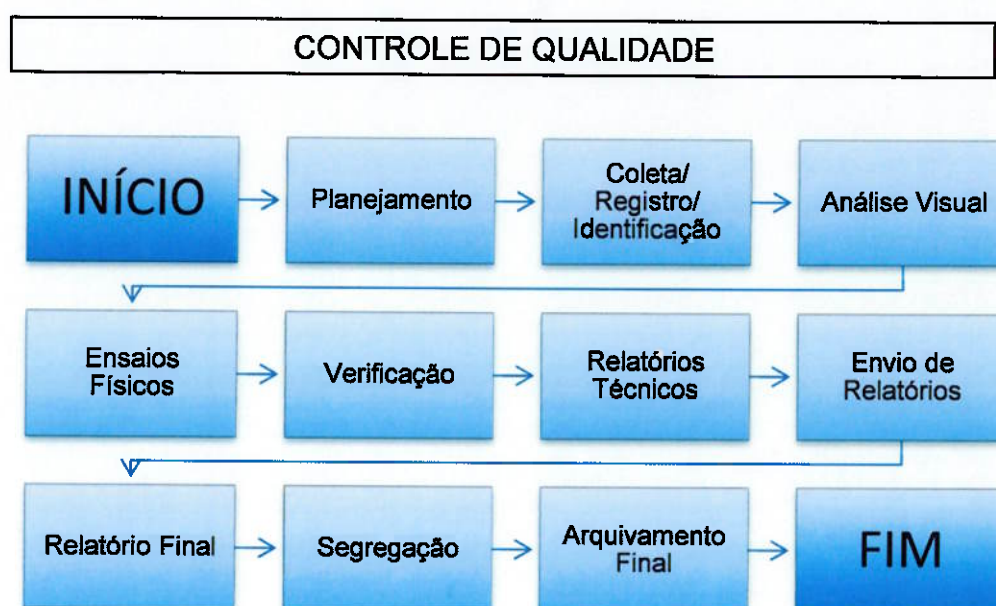 CONTROLE DE QUALIDADE
INÍCIO
Planejamento
Coleta/
Registro/
Identificação
Análise Visual
Ensaios
Físicos
Verificação
Relatórios
Técnicos
Envio de
Relatórios
Relatório Final
Segregação
Arquivamento
Final
FIM